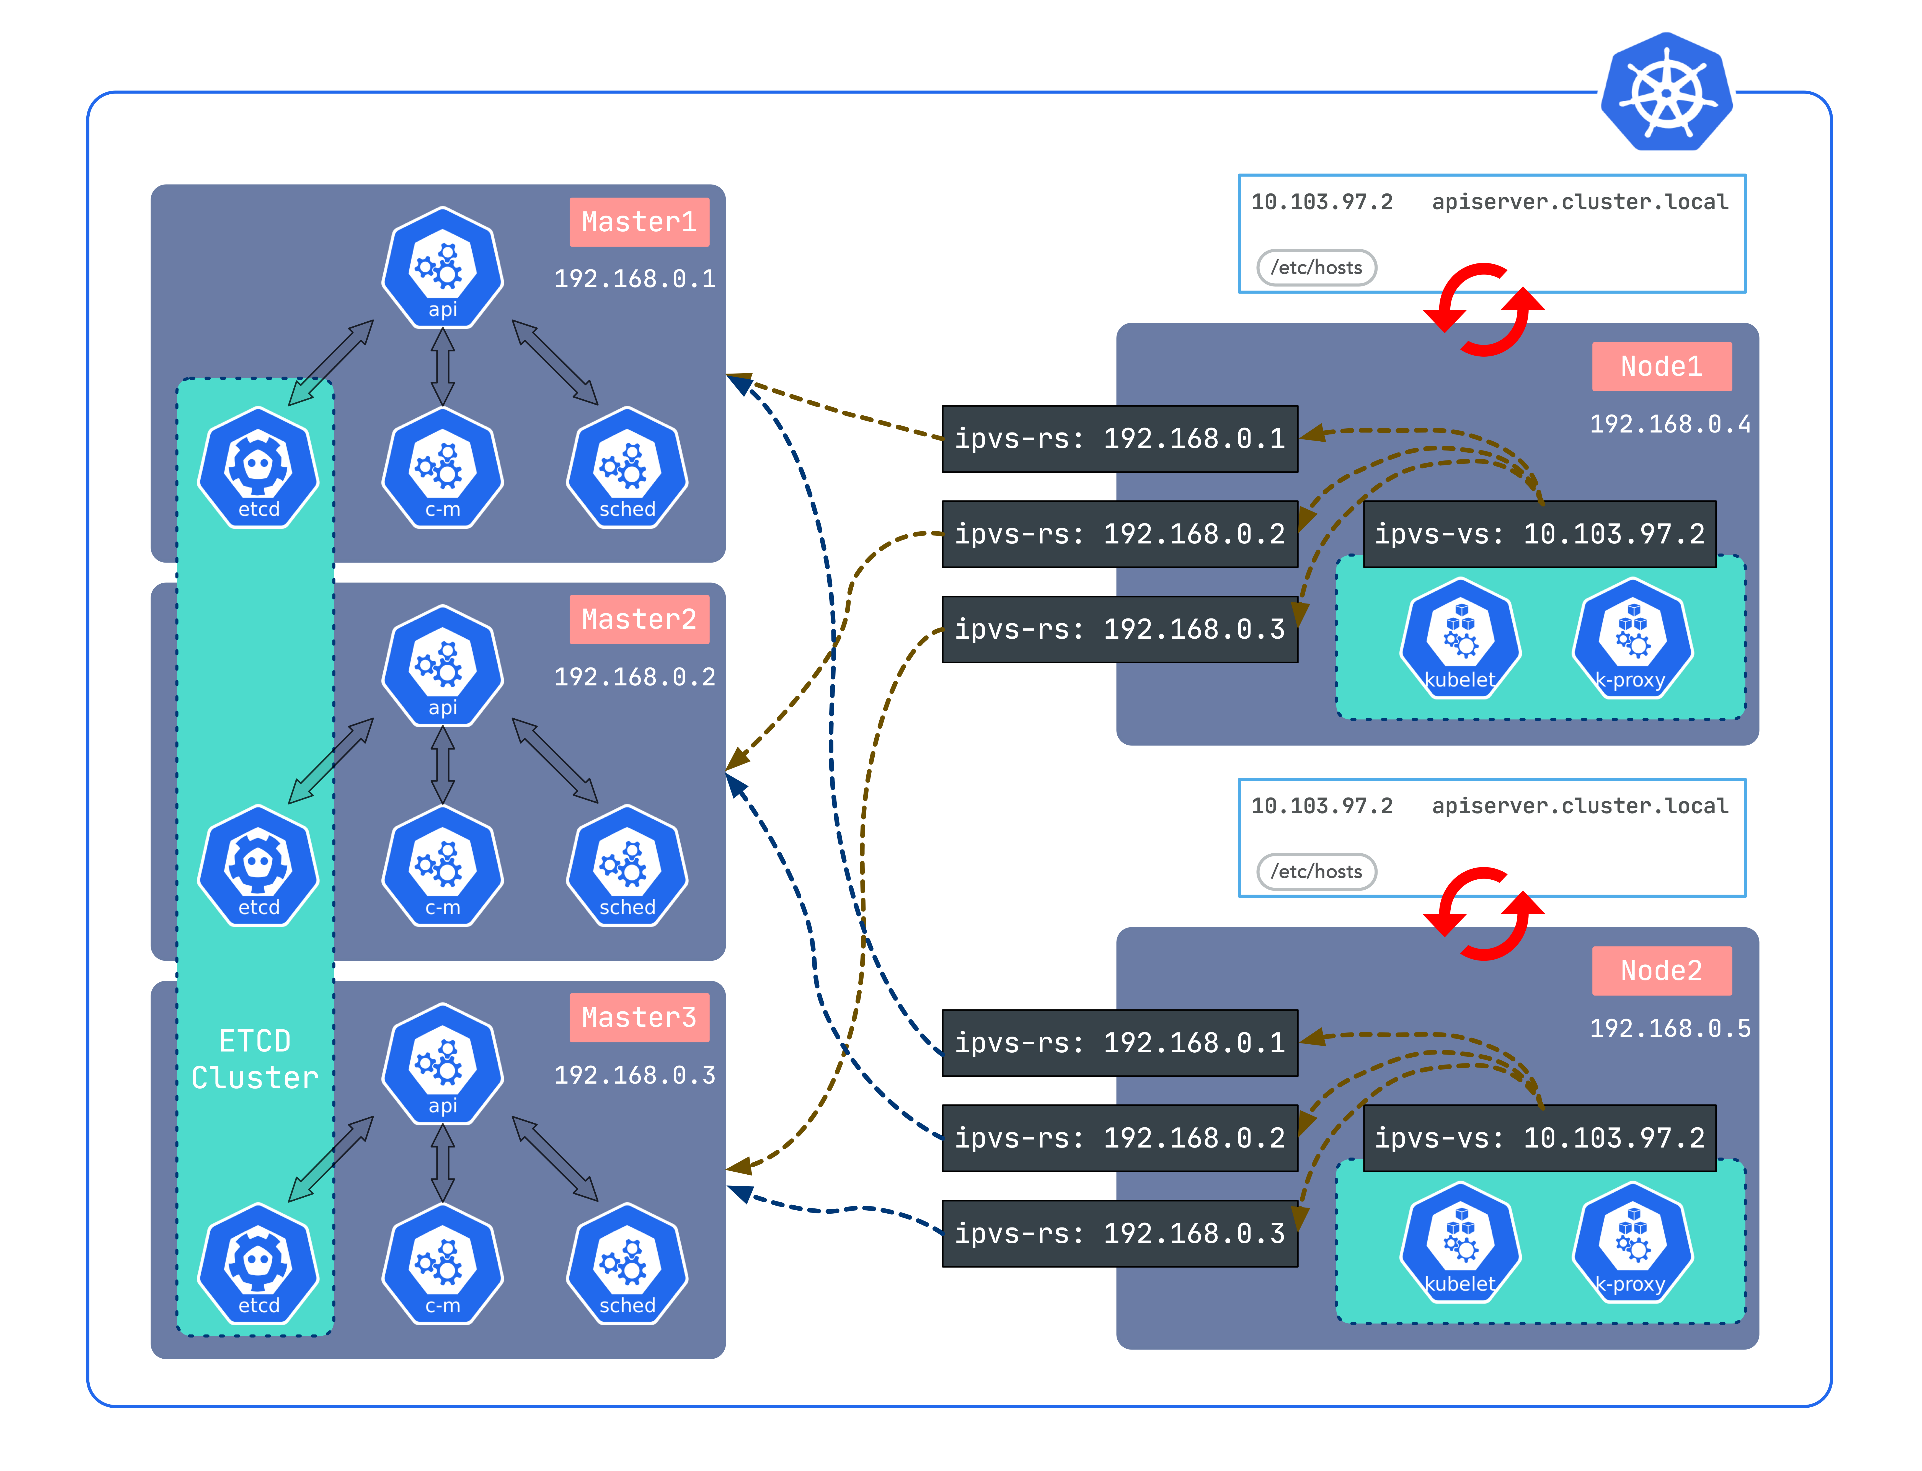 Master1
192.168.0.1
api
etcd
c-m
sched
Master2
192.168.0.2
api
etcd
c-m
sched
Master3
192.168.0.3
ETCD
Cluster
api
etcd
c-m
sched
10.103.97.2 apiserver.cluster.local
/etc/hosts
Node1
192.168.0.4
ipvs-rs: 192.168.0.1
ipvs-rs: 192.168.0.2
ipvs-vs: 10.103.97.2
ipvs-rs: 192.168.0.3
kubelet
k-proxy
10.103.97.2 apiserver.cluster.local
/etc/hosts
Node2
192.168.0.5
ipvs-rs: 192.168.0.1
ipvs-rs: 192.168.0.2
ipvs-vs: 10.103.97.2
ipvs-rs: 192.168.0.3
kubelet
k-proxy